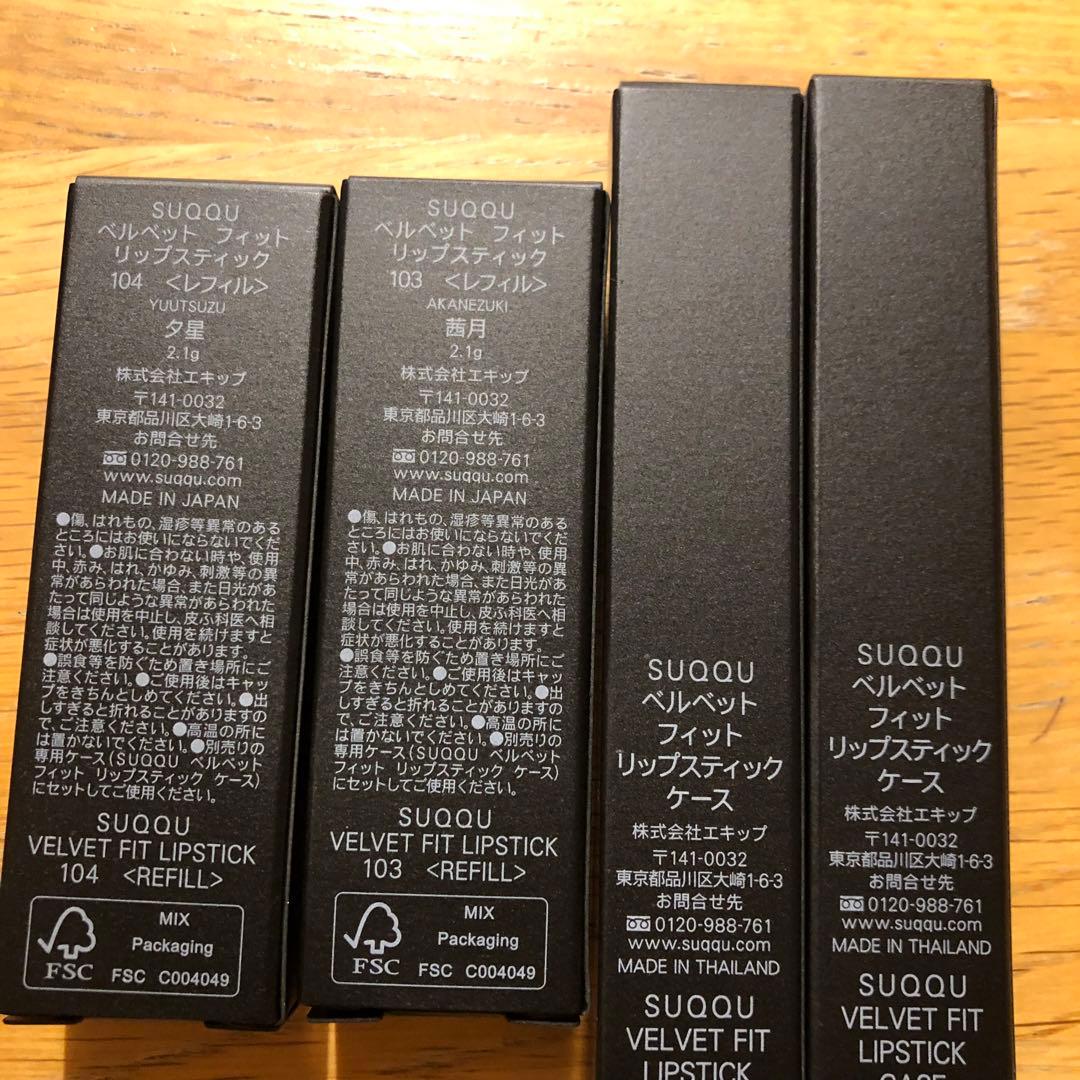 SUQQU
ベルベット フィット
リップスティック
104 <レフィル>
YUUTSUZU
夕星
2.1g
株式会社エキップ
〒141-0032
東京都品川区大崎1-6-3
お問合せ先
0120-988-761
www.suqqu.com
MADE IN JAPAN
●傷、はれもの、湿疹等異常のある
ところにはお使いにならないでくだ
さい。●お肌に合わない時や、使用
中、赤み、はれ、かゆみ、刺激等の異
常があらわれた場合、また日光があ
たって同じような異常があらわれた
場合は使用を中止し、皮ふ科医へ相
談してください。使用を続けますと
症状が悪化することがあります。
●誤食等を防ぐため置き場所にご
注意ください。●ご使用後はキャッ
プをきちんとしめてください。●出
しすぎると折れることがありますの
で、ご注意ください。●高温の所に
は置かないでください。●別売りの
専用ケース(SUQQU ベルベット
フィット リップスティック ケース)
にセットしてご使用ください。
SUQQU
VELVET FIT LIPSTICK
104 <REFILL>
MIX
Packaging
FSC FSC C004049
SUQQU
ベルベット フィット
リップスティック
103 <レフィル>
AKANEZUKI
茜月
2.1g
株式会社エキップ
〒141-0032
東京都品川区大崎1-6-3
お問合せ先
0120-988-761
www.suqqu.com
MADE IN JAPAN
●傷、はれもの、湿疹等異常のある
ところにはお使いにならないでくだ
さい。●お肌に合わない時や、使用
中、赤み、はれ、かゆみ、刺激等の異
常があらわれた場合、また日光があ
たって同じような異常があらわれた
場合は使用を中止し、皮ふ科医へ相
談してください。使用を続けますと
症状が悪化することがあります。
●誤食等を防ぐため置き場所にご
注意ください。●ご使用後はキャッ
プをきちんとしめてください。●出
しすぎると折れることがありますの
で、ご注意ください。●高温の所に
は置かないでください。●別売りの
専用ケース(SUQQU ベルベット
フィット リップスティック ケース)
にセットしてご使用ください。
SUQQU
VELVET FIT LIPSTICK
103 <REFILL>
MIX
Packaging
FSC FSC C004049
SUQQU
ベルベット
フィット
リップスティック
ケース
株式会社エキップ
〒141-0032
東京都品川区大崎1-6-3
お問合せ先
0120-988-761
www.suqqu.com
MADE IN THAILAND
SUQQU
VELVET FIT
LIPSTICK
SUQQU
ベルベット
フィット
リップスティック
ケース
株式会社エキップ
〒141-0032
東京都品川区大崎1-6-3
お問合せ先
0120-988-761
www.suqqu.com
MADE IN THAILAND
SUQQU
VELVET FIT
LIPSTICK
CASE